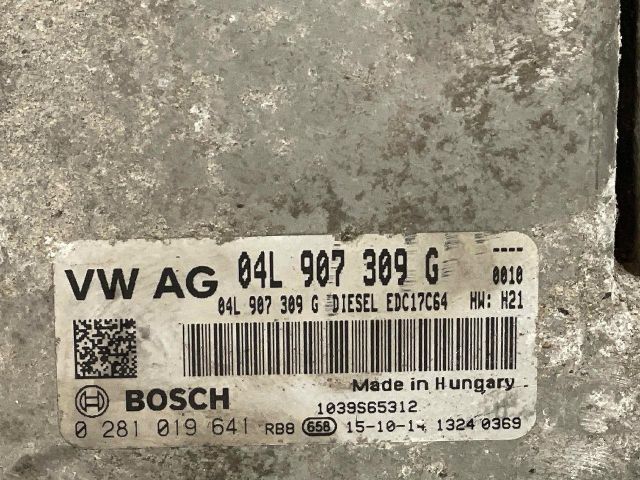 VW AG 04L 907 309 G ----
0010
04L 907 309 G DIESEL EDC17C64 HW: H21
Made in Hungary
BOSCH 1039S65312
0 281 019 641 RB8 658 15-10-14 1324 0369